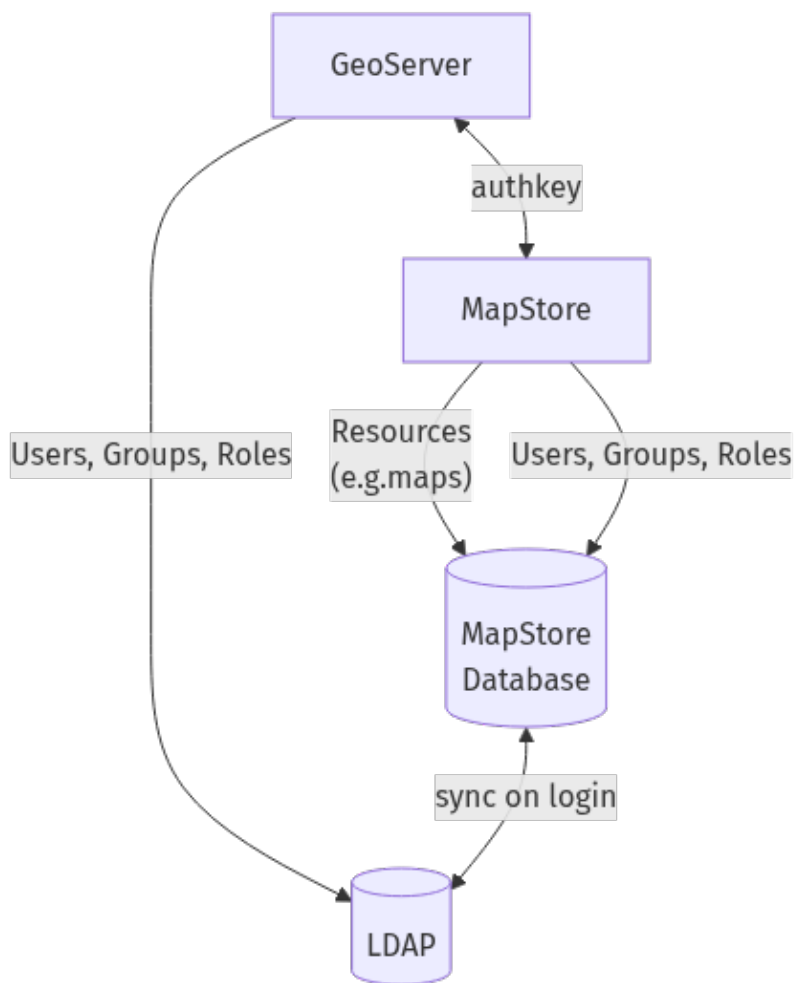 GeoServer
authkey
MapStore
Users, Groups, Roles
Resources
(e.g.maps)
Users, Groups, Roles
MapStore
Database
sync on login
LDAP